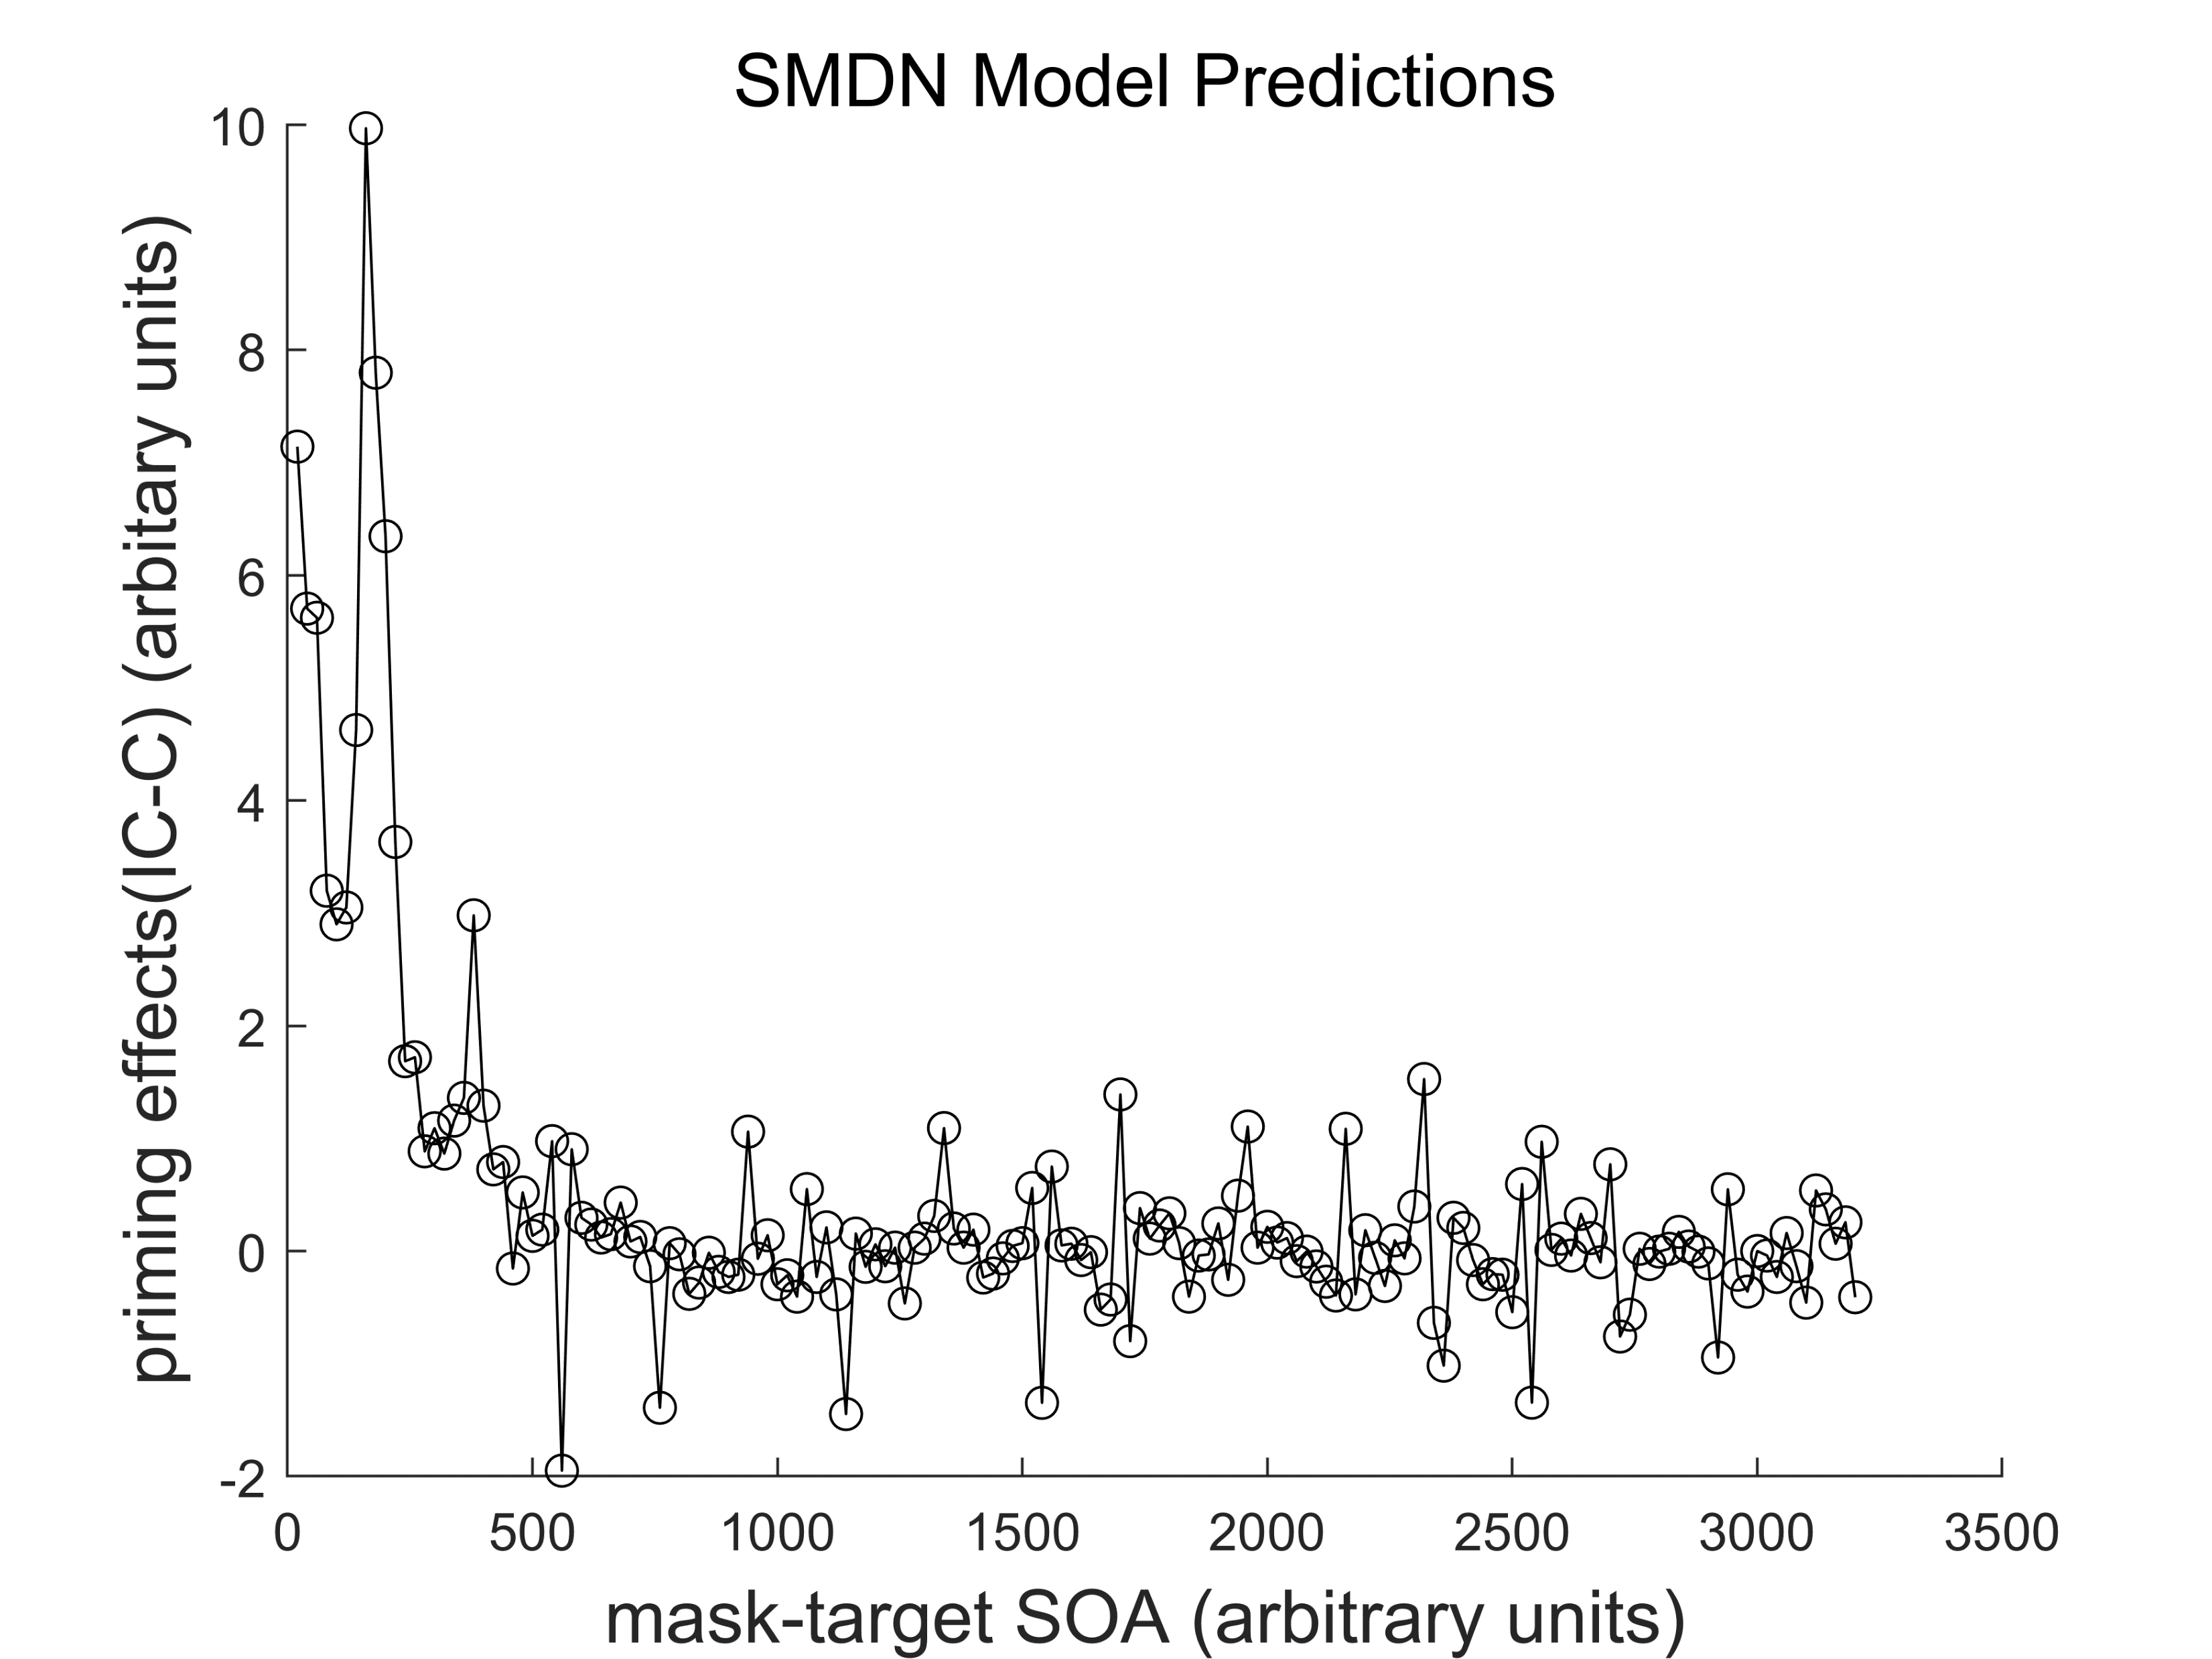 SMDN Model Predictions
priming effects(IC-C) (arbitary units)
10
8
6
4
2
0
-2
0 500 1000 1500 2000 2500 3000 3500
mask-target SOA (arbitrary units)